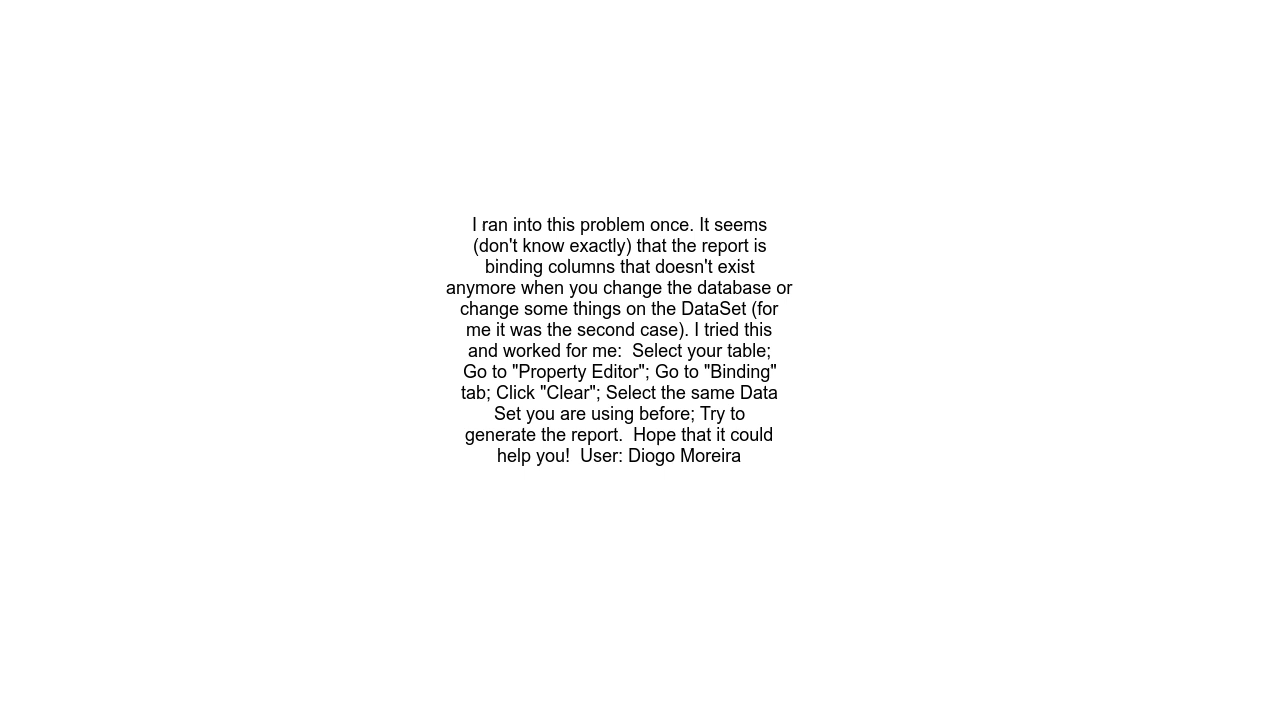 I ran into this problem once. It seems
(don't know exactly) that the report is
binding columns that doesn't exist
anymore when you change the database or
change some things on the DataSet (for
me it was the second case). I tried this
and worked for me:  Select your table;
Go to "Property Editor"; Go to "Binding"
tab; Click "Clear"; Select the same Data
Set you are using before; Try to
generate the report.  Hope that it could
help you!  User: Diogo Moreira